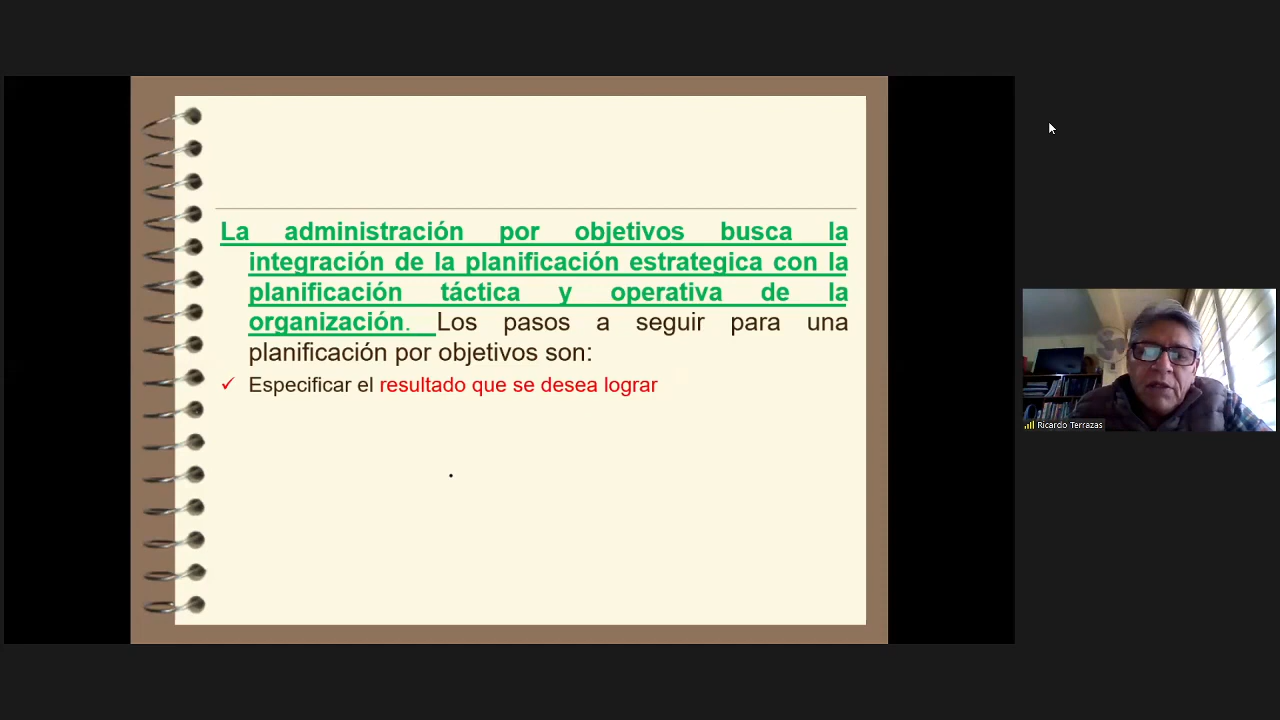 La administración por objetivos busca la
integración de la planificación estrategica con la
planificación táctica y operativa de la
organización. Los pasos a seguir para una
planificación por objetivos son:
✓ Especificar el resultado que se desea lograr
.
Ricardo Terrazas